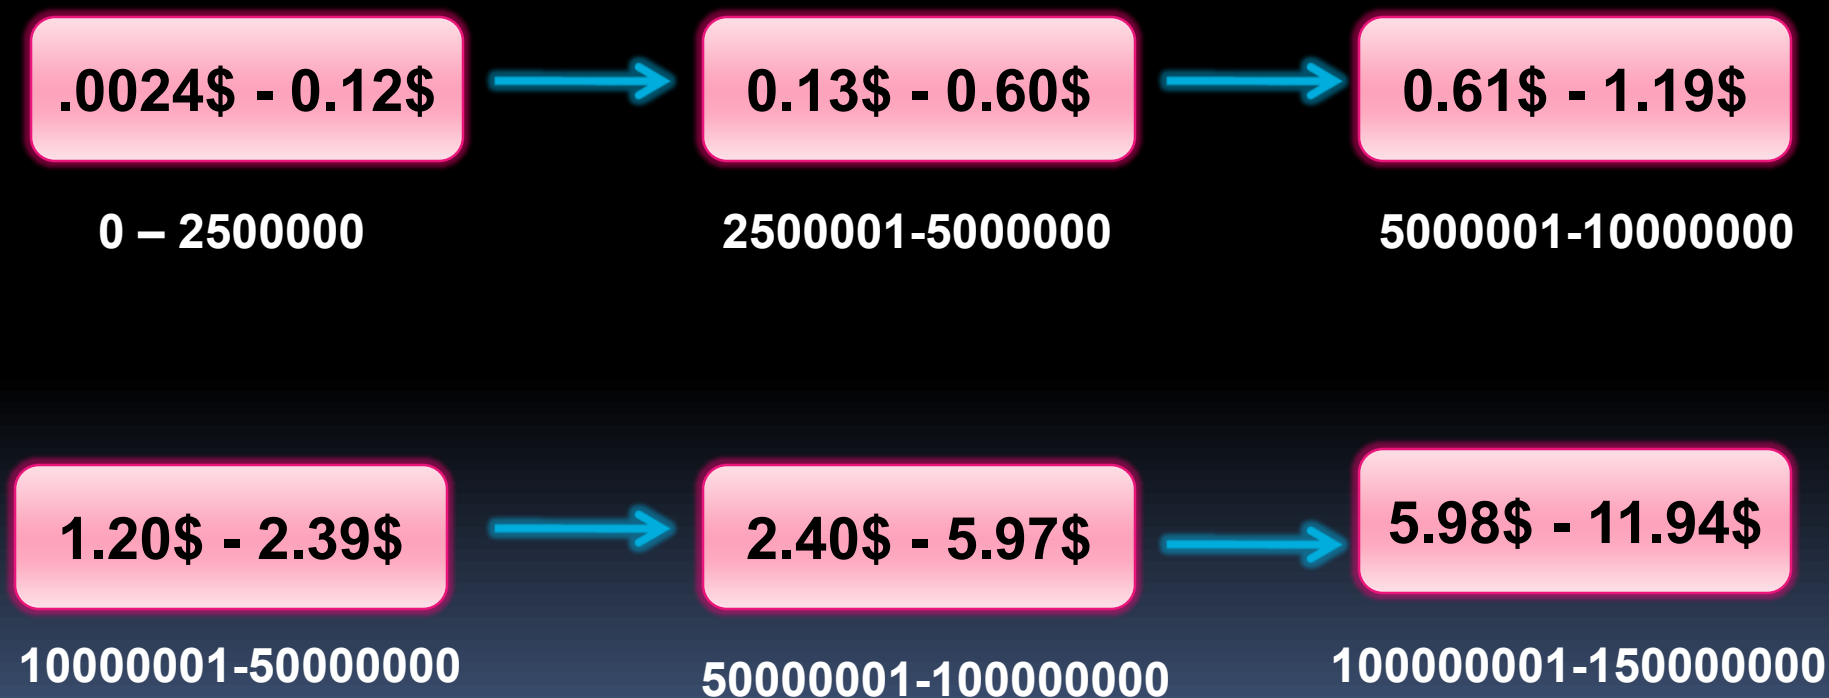 .0024$ - 0.12$
0.13$ - 0.60$
0.61$ - 1.19$
0 – 2500000
2500001-5000000
5000001-10000000
1.20$ - 2.39$
2.40$ - 5.97$
5.98$ - 11.94$
10000001-50000000
50000001-100000000
100000001-150000000